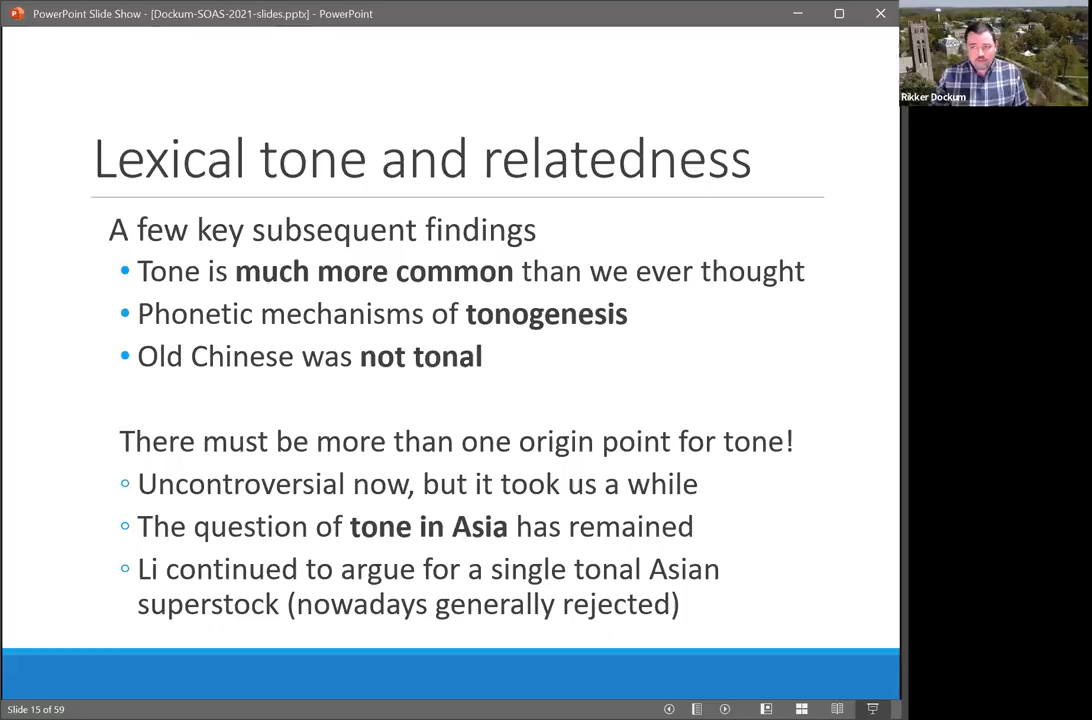 PowerPoint Slide Show - [Dockum-SOAS-2021-slides.pptx] - PowerPoint
Rikker Dockum
Lexical tone and relatedness
A few key subsequent findings
• Tone is much more common than we ever thought
• Phonetic mechanisms of tonogenesis
• Old Chinese was not tonal
There must be more than one origin point for tone!
◦ Uncontroversial now, but it took us a while
◦ The question of tone in Asia has remained
◦ Li continued to argue for a single tonal Asian
superstock (nowadays generally rejected)
Slide 15 of 59